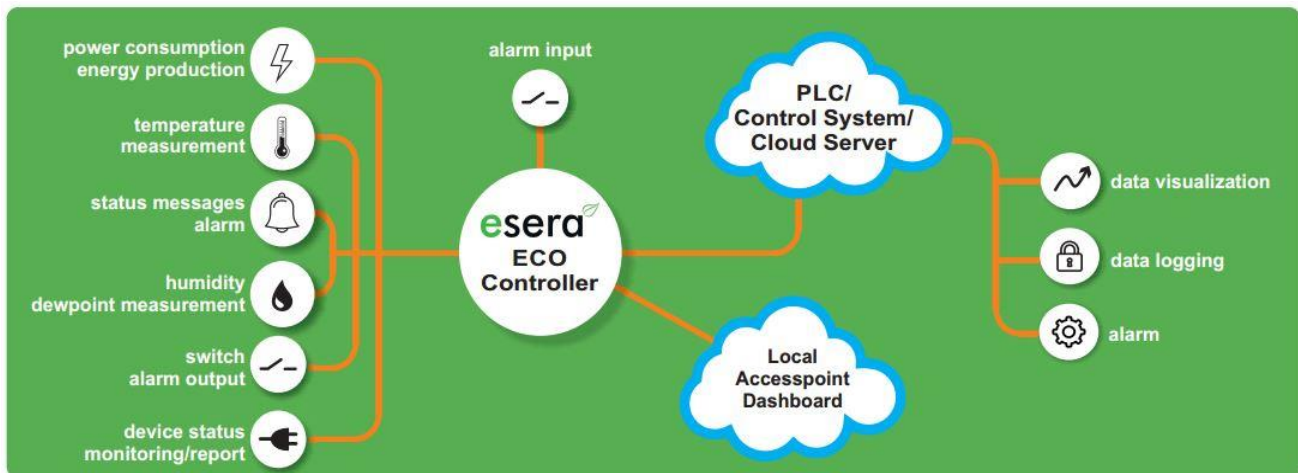 power consumption
energy production
temperature
measurement
status messages
alarm
humidity
dewpoint measurement
switch
alarm output
device status
monitoring/report
alarm input
esera
ECO
Controller
PLC/
Control System/
Cloud Server
Local
Accesspoint
Dashboard
data visualization
data logging
alarm